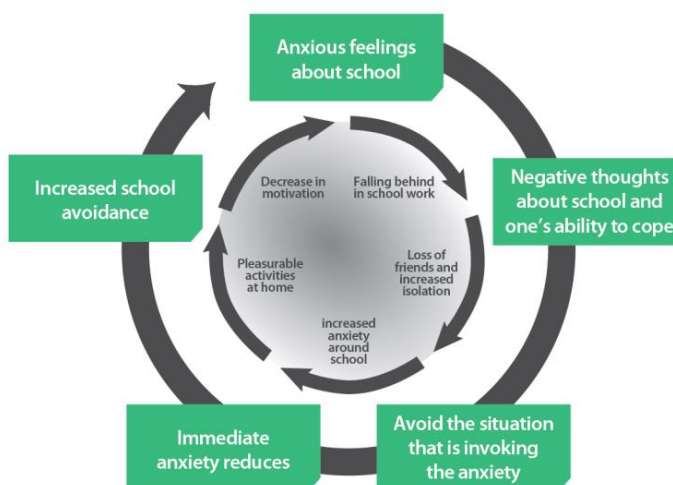 Anxious feelings
about school
Negative thoughts
about school and
one's ability to cope
Avoid the situation
that is invoking
the anxiety
Immediate
anxiety reduces
Increased school
avoidance
Falling behind
in school work
Loss of
friends and
increased
isolation
increased
anxiety
around
school
Pleasurable
activities
at home
Decrease in
motivation